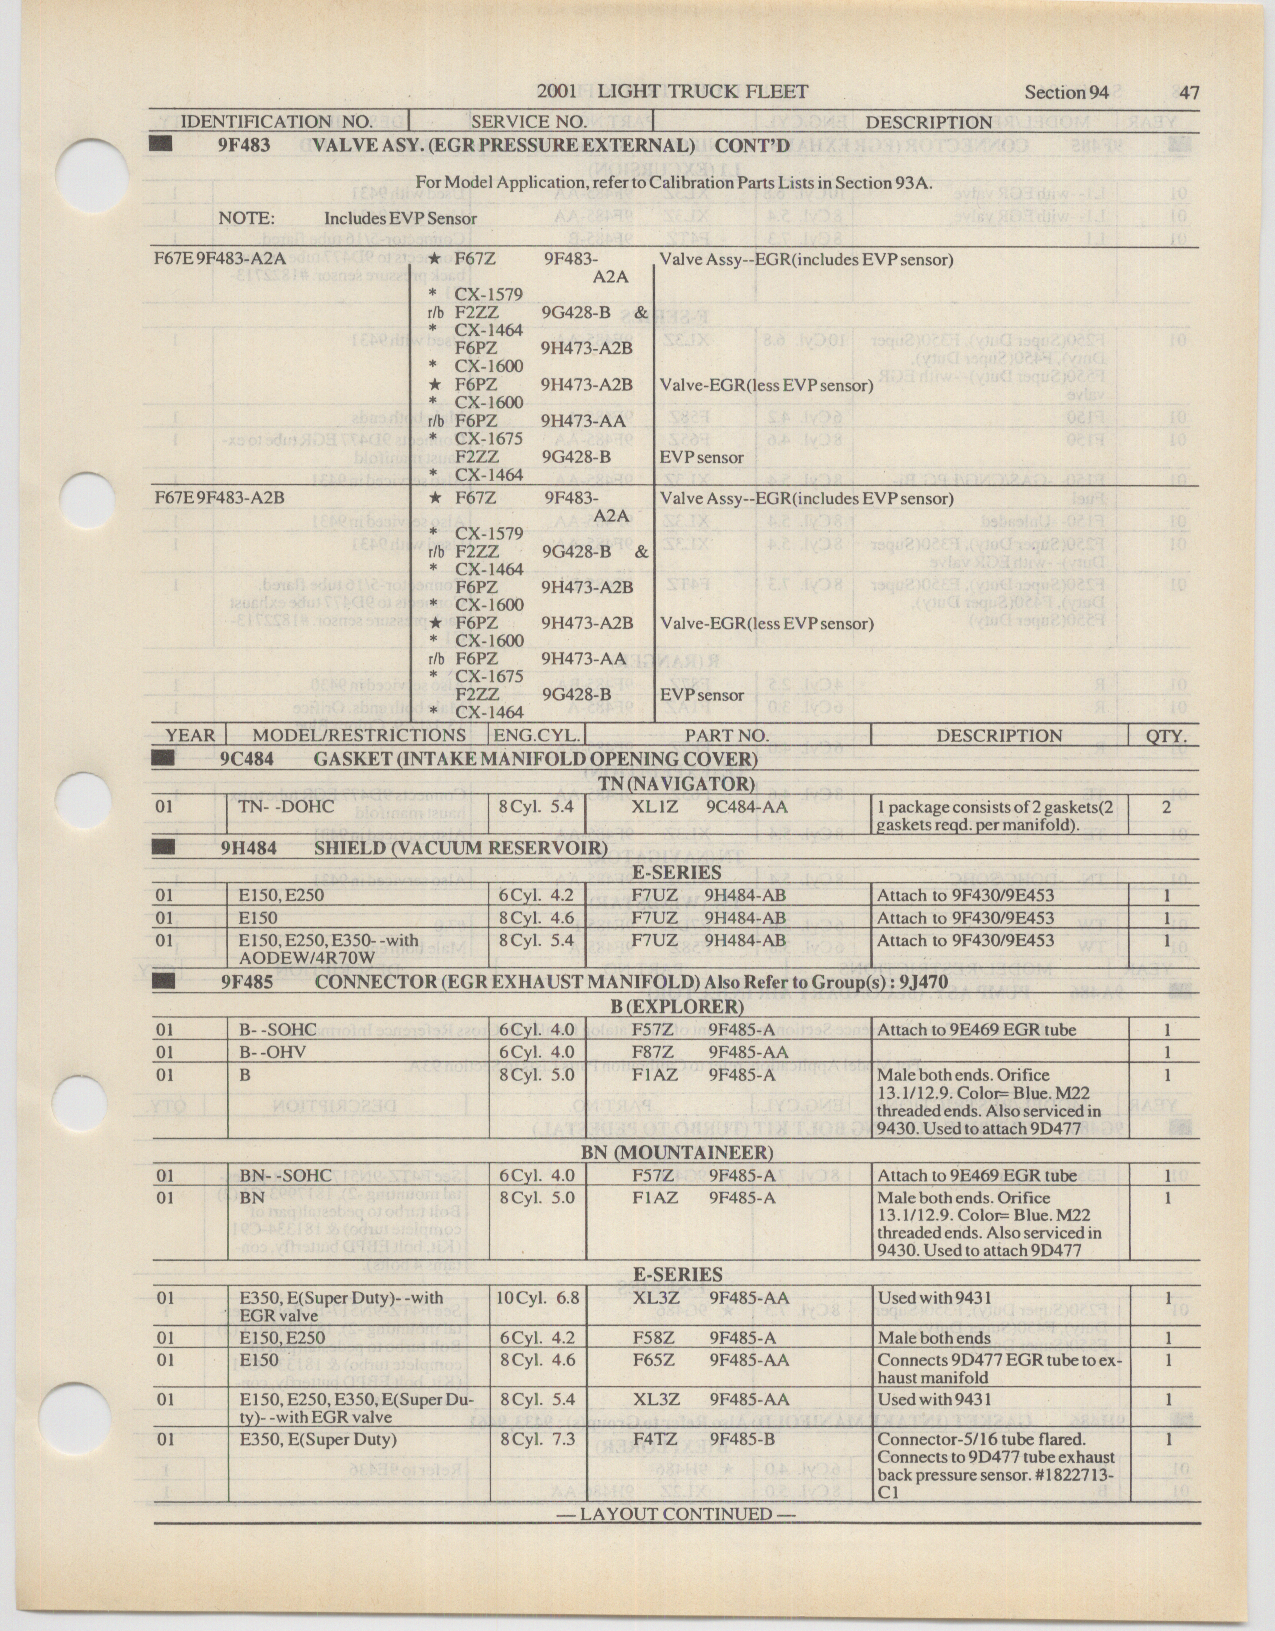 2001 LIGHT TRUCK FLEET Section 94 47
IDENTIFICATION NO. SERVICE NO. DESCRIPTION
9F483 VALVE ASY. (EGR PRESSURE EXTERNAL) CONT'D
For Model Application, refer to Calibration Parts Lists in Section 93A.
NOTE: Includes EVP Sensor
F67E 9F483-A2A ★ F67Z 9F483- Valve Assy--EGR(includes EVP sensor)
A2A
* CX-1579
r/b F2ZZ 9G428-B &
* CX-1464
F6PZ 9H473-A2B
* CX-1600
★ F6PZ 9H473-A2B Valve-EGR(less EVP sensor)
* CX-1600
r/b F6PZ 9H473-AA
* CX-1675
F2ZZ 9G428-B EVP sensor
* CX-1464
F67E 9F483-A2B ★ F67Z 9F483- Valve Assy--EGR(includes EVP sensor)
A2A
* CX-1579
r/b F2ZZ 9G428-B &
* CX-1464
F6PZ 9H473-A2B
* CX-1600
★ F6PZ 9H473-A2B Valve-EGR(less EVP sensor)
* CX-1600
r/b F6PZ 9H473-AA
* CX-1675
F2ZZ 9G428-B EVP sensor
* CX-1464
YEAR MODEL/RESTRICTIONS ENG.CYL. PART NO. DESCRIPTION QTY.
9C484 GASKET (INTAKE MANIFOLD OPENING COVER)
TN (NAVIGATOR)
01 TN- -DOHC 8 Cyl. 5.4 XL1Z 9C484-AA 1 package consists of 2 gaskets(2 2
gaskets reqd. per manifold).
9H484 SHIELD (VACUUM RESERVOIR)
E-SERIES
01 E150, E250 6 Cyl. 4.2 F7UZ 9H484-AB Attach to 9F430/9E453 1
01 E150 8 Cyl. 4.6 F7UZ 9H484-AB Attach to 9F430/9E453 1
01 E150, E250, E350- -with 8 Cyl. 5.4 F7UZ 9H484-AB Attach to 9F430/9E453 1
AODEW/4R70W
9F485 CONNECTOR (EGR EXHAUST MANIFOLD) Also Refer to Group(s) : 9J470
B (EXPLORER)
01 B- -SOHC 6 Cyl. 4.0 F57Z 9F485-A Attach to 9E469 EGR tube 1
01 B- -OHV 6 Cyl. 4.0 F87Z 9F485-AA 1
01 B 8 Cyl. 5.0 F1AZ 9F485-A Male both ends. Orifice 1
13.1/12.9. Color= Blue. M22
threaded ends. Also serviced in
9430. Used to attach 9D477
BN (MOUNTAINEER)
01 BN- -SOHC 6 Cyl. 4.0 F57Z 9F485-A Attach to 9E469 EGR tube 1
01 BN 8 Cyl. 5.0 F1AZ 9F485-A Male both ends. Orifice 1
13.1/12.9. Color= Blue. M22
threaded ends. Also serviced in
9430. Used to attach 9D477
E-SERIES
01 E350, E(Super Duty)- -with 10 Cyl. 6.8 XL3Z 9F485-AA Used with 9431 1
EGR valve
01 E150, E250 6 Cyl. 4.2 F58Z 9F485-A Male both ends 1
01 E150 8 Cyl. 4.6 F65Z 9F485-AA Connects 9D477 EGR tube to ex- 1
haust manifold
01 E150, E250, E350, E(Super Du- 8 Cyl. 5.4 XL3Z 9F485-AA Used with 9431 1
ty)- -with EGR valve
01 E350, E(Super Duty) 8 Cyl. 7.3 F4TZ 9F485-B Connector-5/16 tube flared. 1
Connects to 9D477 tube exhaust
back pressure sensor. #1822713-
C1
— LAYOUT CONTINUED —